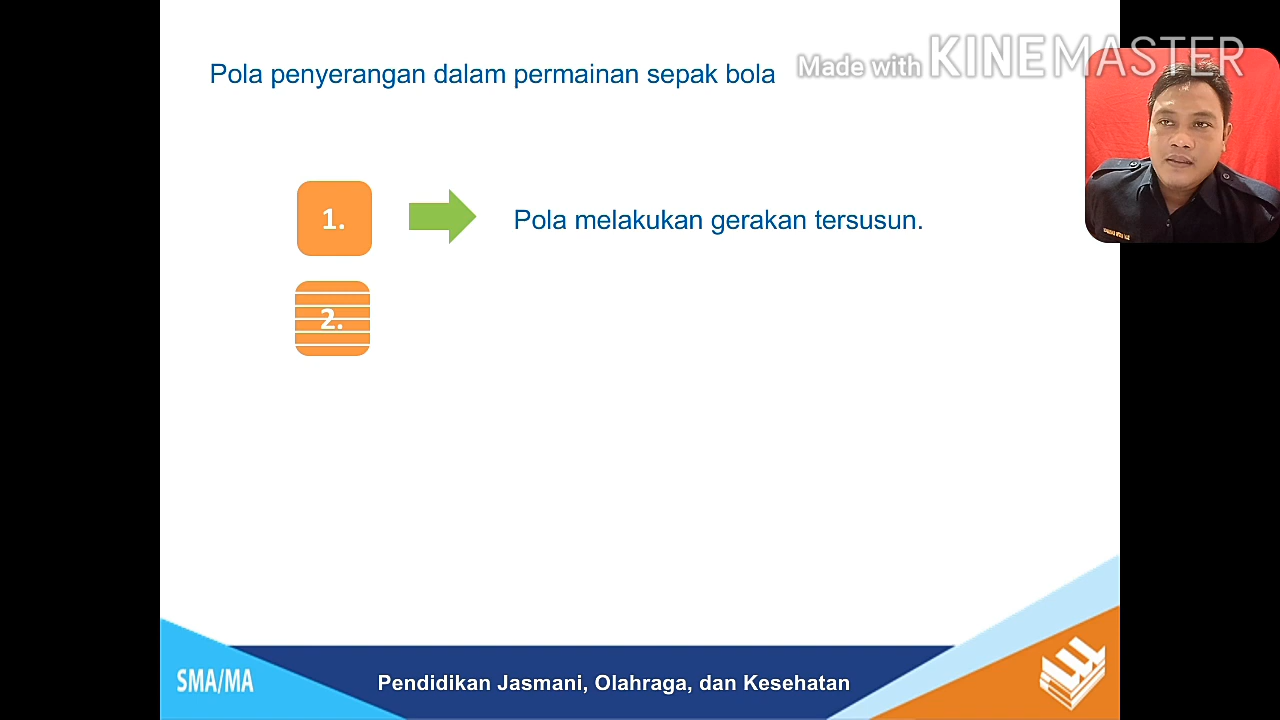 Pola penyerangan dalam permainan sepak bola
Made with KINEMASTER
1.
Pola melakukan gerakan tersusun.
2.
SMA/MA
Pendidikan Jasmani, Olahraga, dan Kesehatan